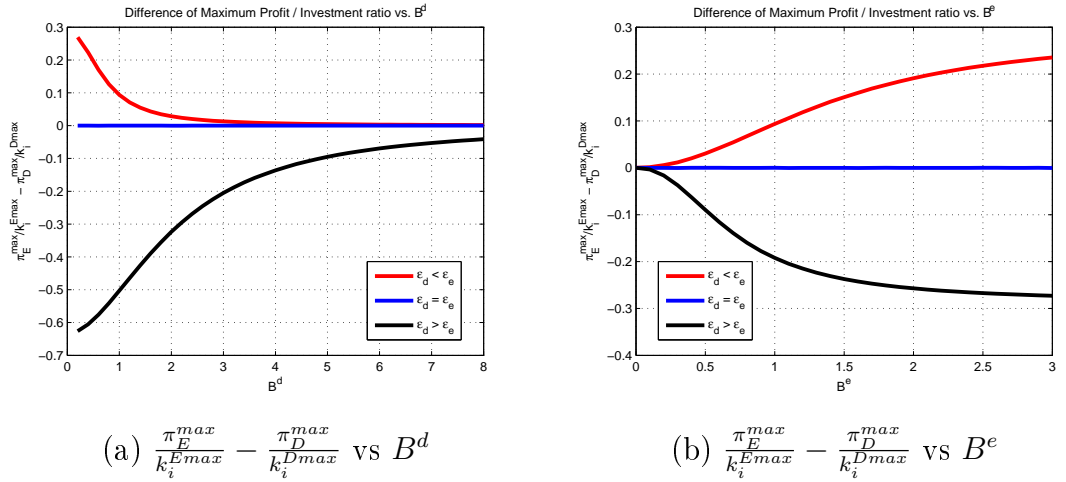 Difference of Maximum Profit / Investment ratio vs. B^d
0.3
0.2
0.1
0
−0.1
−0.2
−0.3
−0.4
−0.5
−0.6
−0.7
π_E^max/k_i^Emax − π_D^max/k_i^Dmax
0 1 2 3 4 5 6 7 8
B^d
ε_d < ε_e
ε_d = ε_e
ε_d > ε_e
(a) \frac{π_E^{max}}{k_i^{Emax}} − \frac{π_D^{max}}{k_i^{Dmax}} vs B^d
Difference of Maximum Profit / Investment ratio vs. B^e
0.3
0.2
0.1
0
−0.1
−0.2
−0.3
−0.4
π_E^max/k_i^Emax − π_D^max/k_i^Dmax
0 0.5 1 1.5 2 2.5 3
B^e
ε_d < ε_e
ε_d = ε_e
ε_d > ε_e
(b) \frac{π_E^{max}}{k_i^{Emax}} − \frac{π_D^{max}}{k_i^{Dmax}} vs B^e